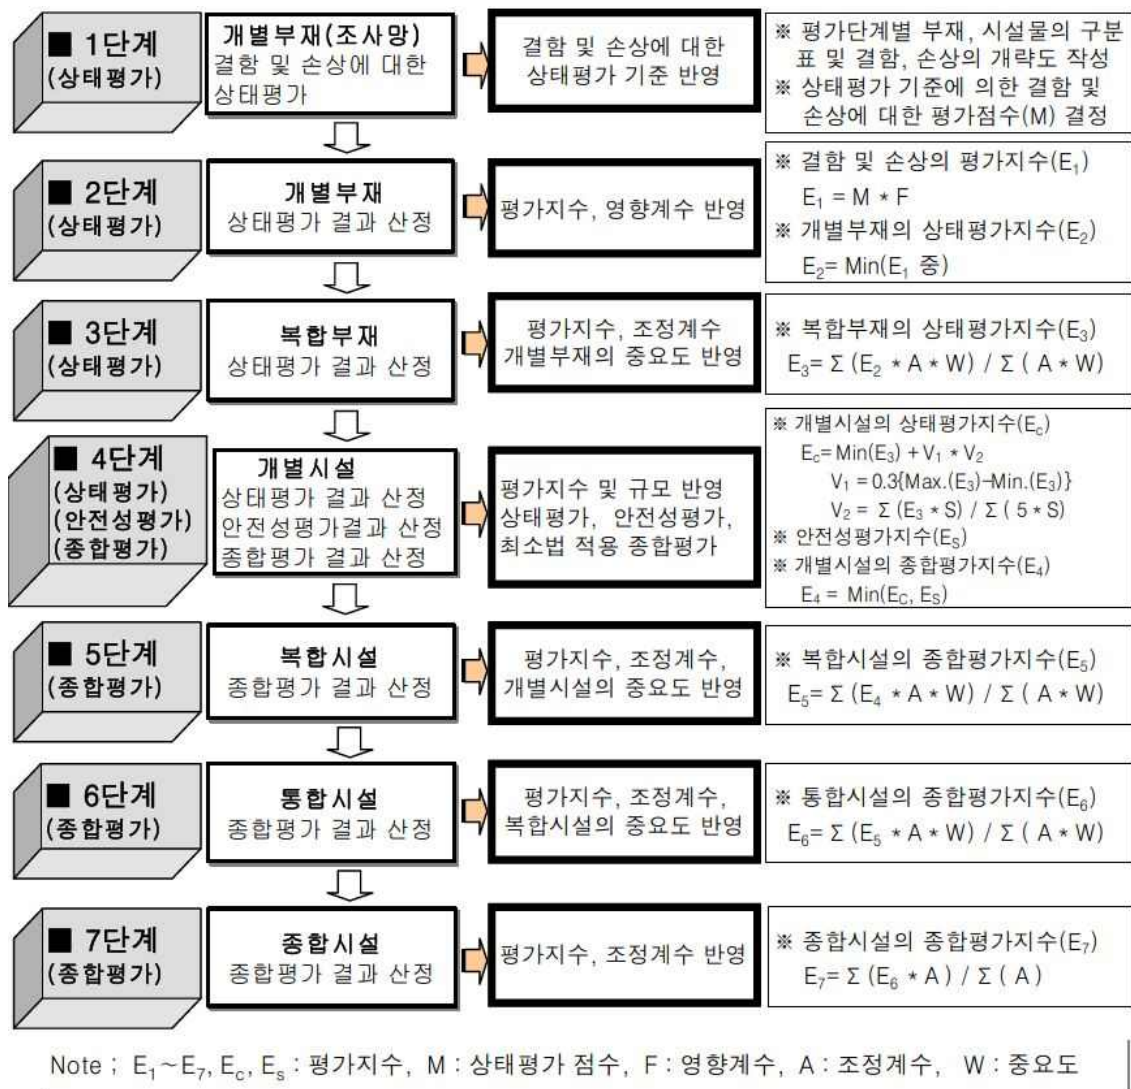 ■ 1단계
(상태평가)
개별부재(조사망)
결함 및 손상에 대한
상태평가
결함 및 손상에 대한
상태평가 기준 반영
※ 평가단계별 부재, 시설물의 구분
표 및 결함, 손상의 개략도 작성
※ 상태평가 기준에 의한 결함 및
손상에 대한 평가점수(M) 결정
■ 2단계
(상태평가)
개별부재
상태평가 결과 산정
평가지수, 영향계수 반영
※ 결함 및 손상의 평가지수(E₁)
E₁ = M * F
※ 개별부재의 상태평가지수(E₂)
E₂= Min(E₁ 중)
■ 3단계
(상태평가)
복합부재
상태평가 결과 산정
평가지수, 조정계수
개별부재의 중요도 반영
※ 복합부재의 상태평가지수(E₃)
E₃= Σ (E₂ * A * W) / Σ ( A * W)
■ 4단계
(상태평가)
(안전성평가)
(종합평가)
개별시설
상태평가 결과 산정
안전성평가결과 산정
종합평가 결과 산정
평가지수 및 규모 반영
상태평가, 안전성평가,
최소법 적용 종합평가
※ 개별시설의 상태평가지수(E_c)
E_c= Min(E₃) + V₁ * V₂
V₁ = 0.3{Max.(E₃)-Min.(E₃)}
V₂ = Σ (E₃ * S) / Σ ( 5 * S)
※ 안전성평가지수(E_S)
※ 개별시설의 종합평가지수(E₄)
E₄ = Min(E_C, E_S)
■ 5단계
(종합평가)
복합시설
종합평가 결과 산정
평가지수, 조정계수,
개별시설의 중요도 반영
※ 복합시설의 종합평가지수(E₅)
E₅= Σ (E₄ * A * W) / Σ ( A * W)
■ 6단계
(종합평가)
통합시설
종합평가 결과 산정
평가지수, 조정계수,
복합시설의 중요도 반영
※ 통합시설의 종합평가지수(E₆)
E₆= Σ (E₅ * A * W) / Σ ( A * W)
■ 7단계
(종합평가)
종합시설
종합평가 결과 산정
평가지수, 조정계수 반영
※ 종합시설의 종합평가지수(E₇)
E₇= Σ (E₆ * A ) / Σ ( A )
Note ; E₁~E₇, E_c, E_s : 평가지수, M : 상태평가 점수, F : 영향계수, A : 조정계수, W : 중요도